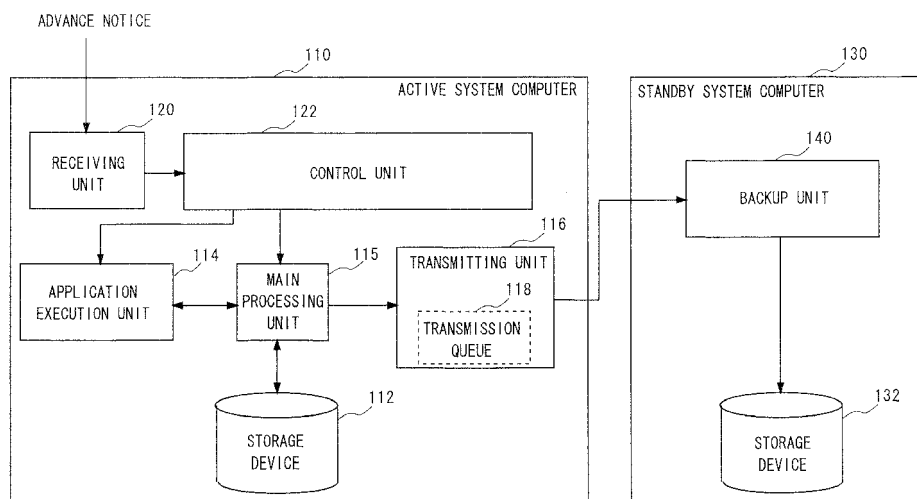 ADVANCE NOTICE
110
130
ACTIVE SYSTEM COMPUTER
STANDBY SYSTEM COMPUTER
120
122
140
RECEIVING
UNIT
CONTROL UNIT
BACKUP UNIT
114
115
116
APPLICATION
EXECUTION UNIT
MAIN
PROCESSING
UNIT
TRANSMITTING UNIT
118
TRANSMISSION
QUEUE
112
132
STORAGE
DEVICE
STORAGE
DEVICE